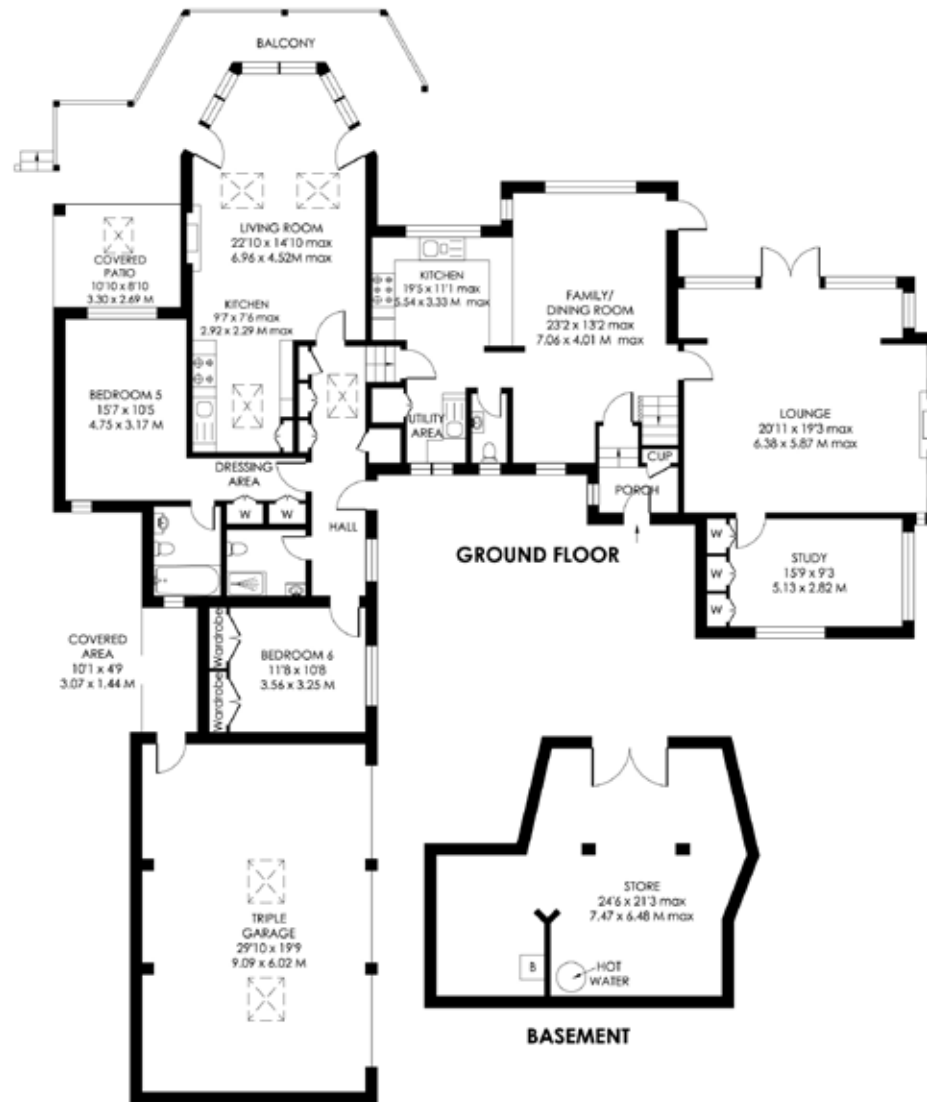 BALCONY
LIVING ROOM
22'10 x 14'10 max
6.96 x 4.52M max
COVERED
PATIO
10'10 x 8'10
3.30 x 2.69 M
KITCHEN
9'7 x 7'6 max
2.92 x 2.29 M max
KITCHEN
19'5 x 11'1 max
5.54 x 3.33 M max
FAMILY/
DINING ROOM
23'2 x 13'2 max
7.06 x 4.01 M max
BEDROOM 5
15'7 x 10'5
4.75 x 3.17 M
UTILITY
AREA
LOUNGE
20'11 x 19'3 max
6.38 x 5.87 M max
DRESSING
AREA
CUP
PORCH
W
W
HALL
GROUND FLOOR
W
W
W
STUDY
15'9 x 9'3
5.13 x 2.82 M
COVERED
AREA
10'1 x 4'9
3.07 x 1.44 M
Wardrobe
Wardrobe
BEDROOM 6
11'8 x 10'8
3.56 x 3.25 M
TRIPLE
GARAGE
29'10 x 19'9
9.09 x 6.02 M
STORE
24'6 x 21'3 max
7.47 x 6.48 M max
B
HOT
WATER
BASEMENT